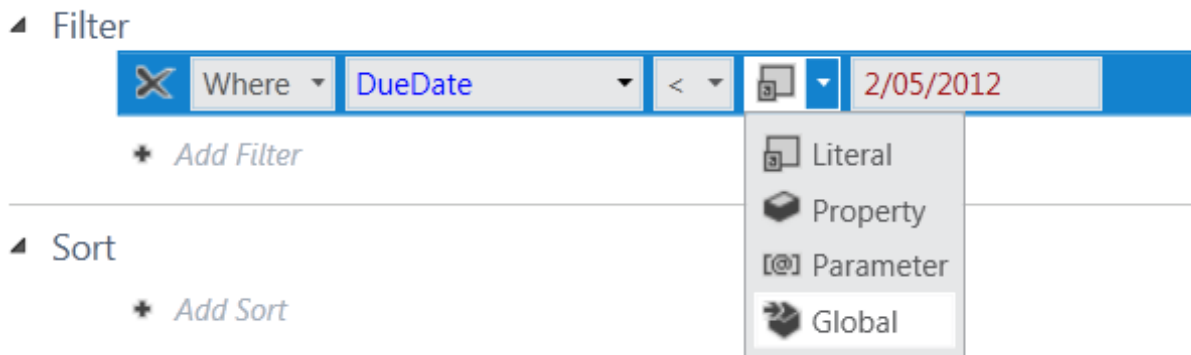 Filter
Where DueDate < 2/05/2012
Add Filter
Literal
Property
[@] Parameter
Global
Sort
Add Sort